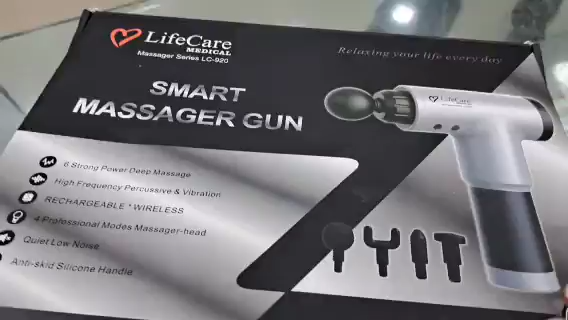 LifeCare
MEDICAL
Massager Series LC-920
Relaxing your life every day
SMART
MASSAGER GUN
LifeCare
6 Strong Power Deep Massage
High Frequency Percussive & Vibration
RECHARGEABLE * WIRELESS
4 Professional Modes Massager-head
Quiet Low Noise
Anti-skid Silicone Handle